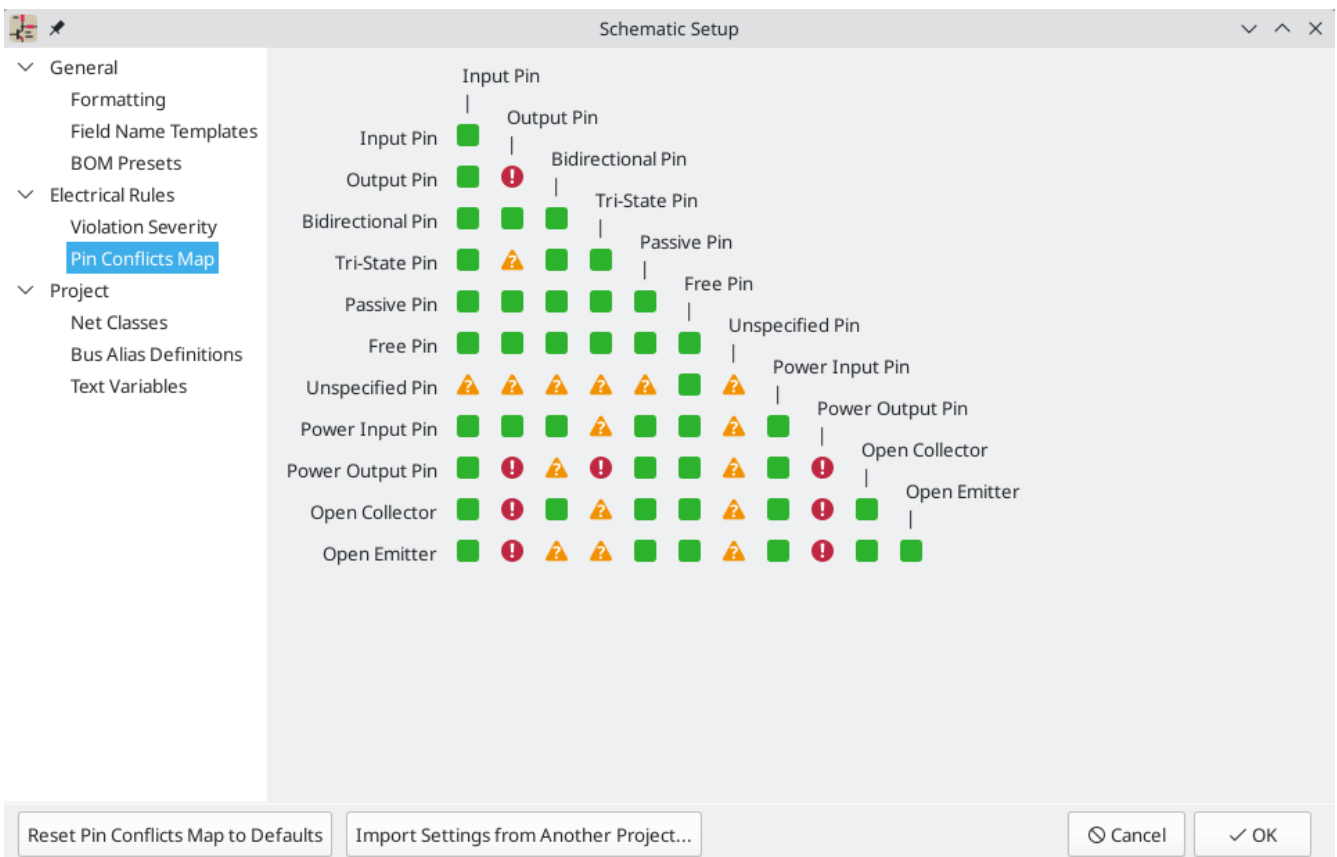 Schematic Setup
General
Formatting
Field Name Templates
BOM Presets
Electrical Rules
Violation Severity
Pin Conflicts Map
Project
Net Classes
Bus Alias Definitions
Text Variables
Input Pin
Output Pin
Bidirectional Pin
Tri-State Pin
Passive Pin
Free Pin
Unspecified Pin
Power Input Pin
Power Output Pin
Open Collector
Open Emitter
Input Pin
Output Pin
Bidirectional Pin
Tri-State Pin
Passive Pin
Free Pin
Unspecified Pin
Power Input Pin
Power Output Pin
Open Collector
Open Emitter
Reset Pin Conflicts Map to Defaults
Import Settings from Another Project...
Cancel
OK